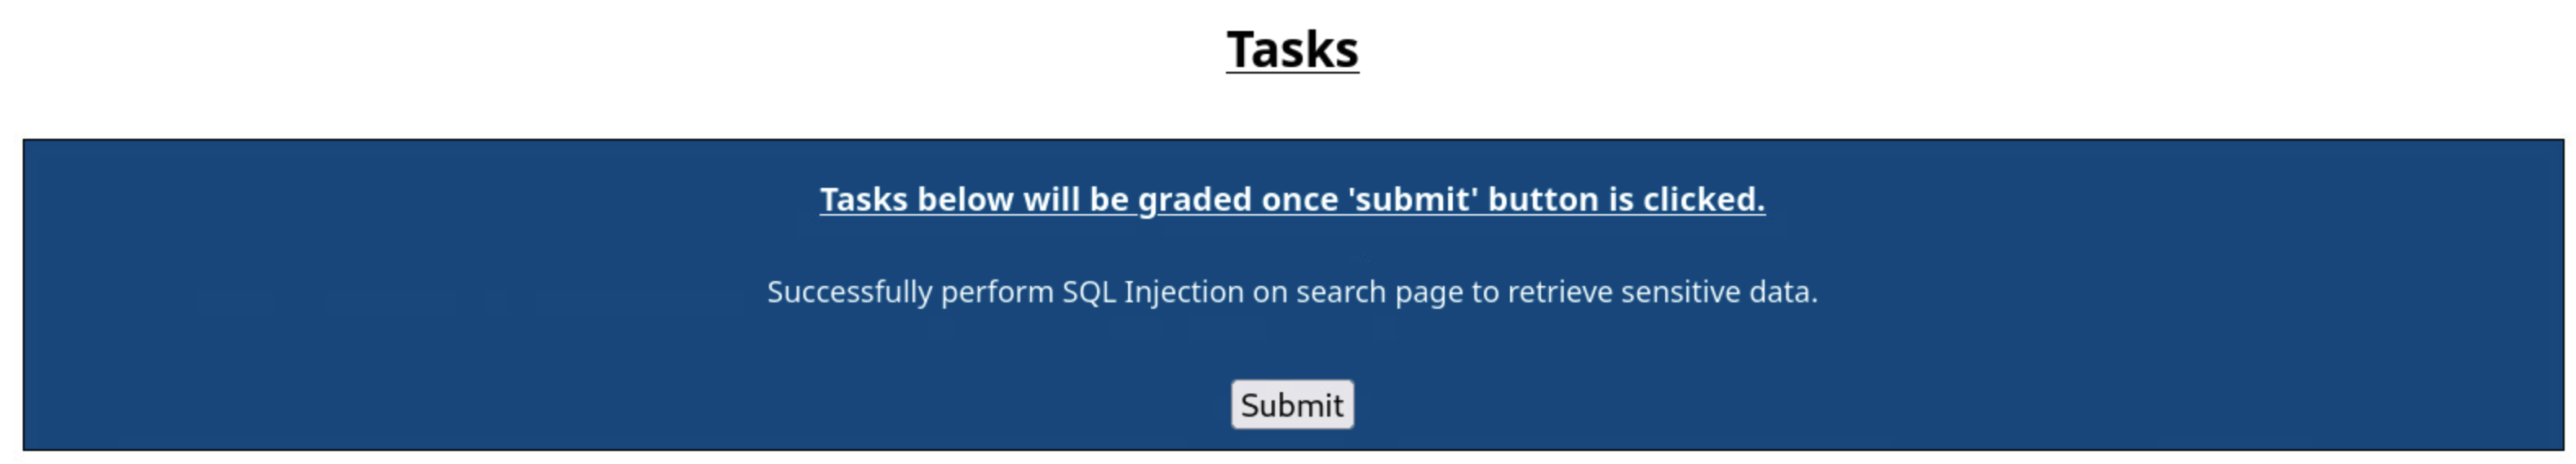 Tasks
Tasks below will be graded once 'submit' button is clicked.
Successfully perform SQL Injection on search page to retrieve sensitive data.
Submit